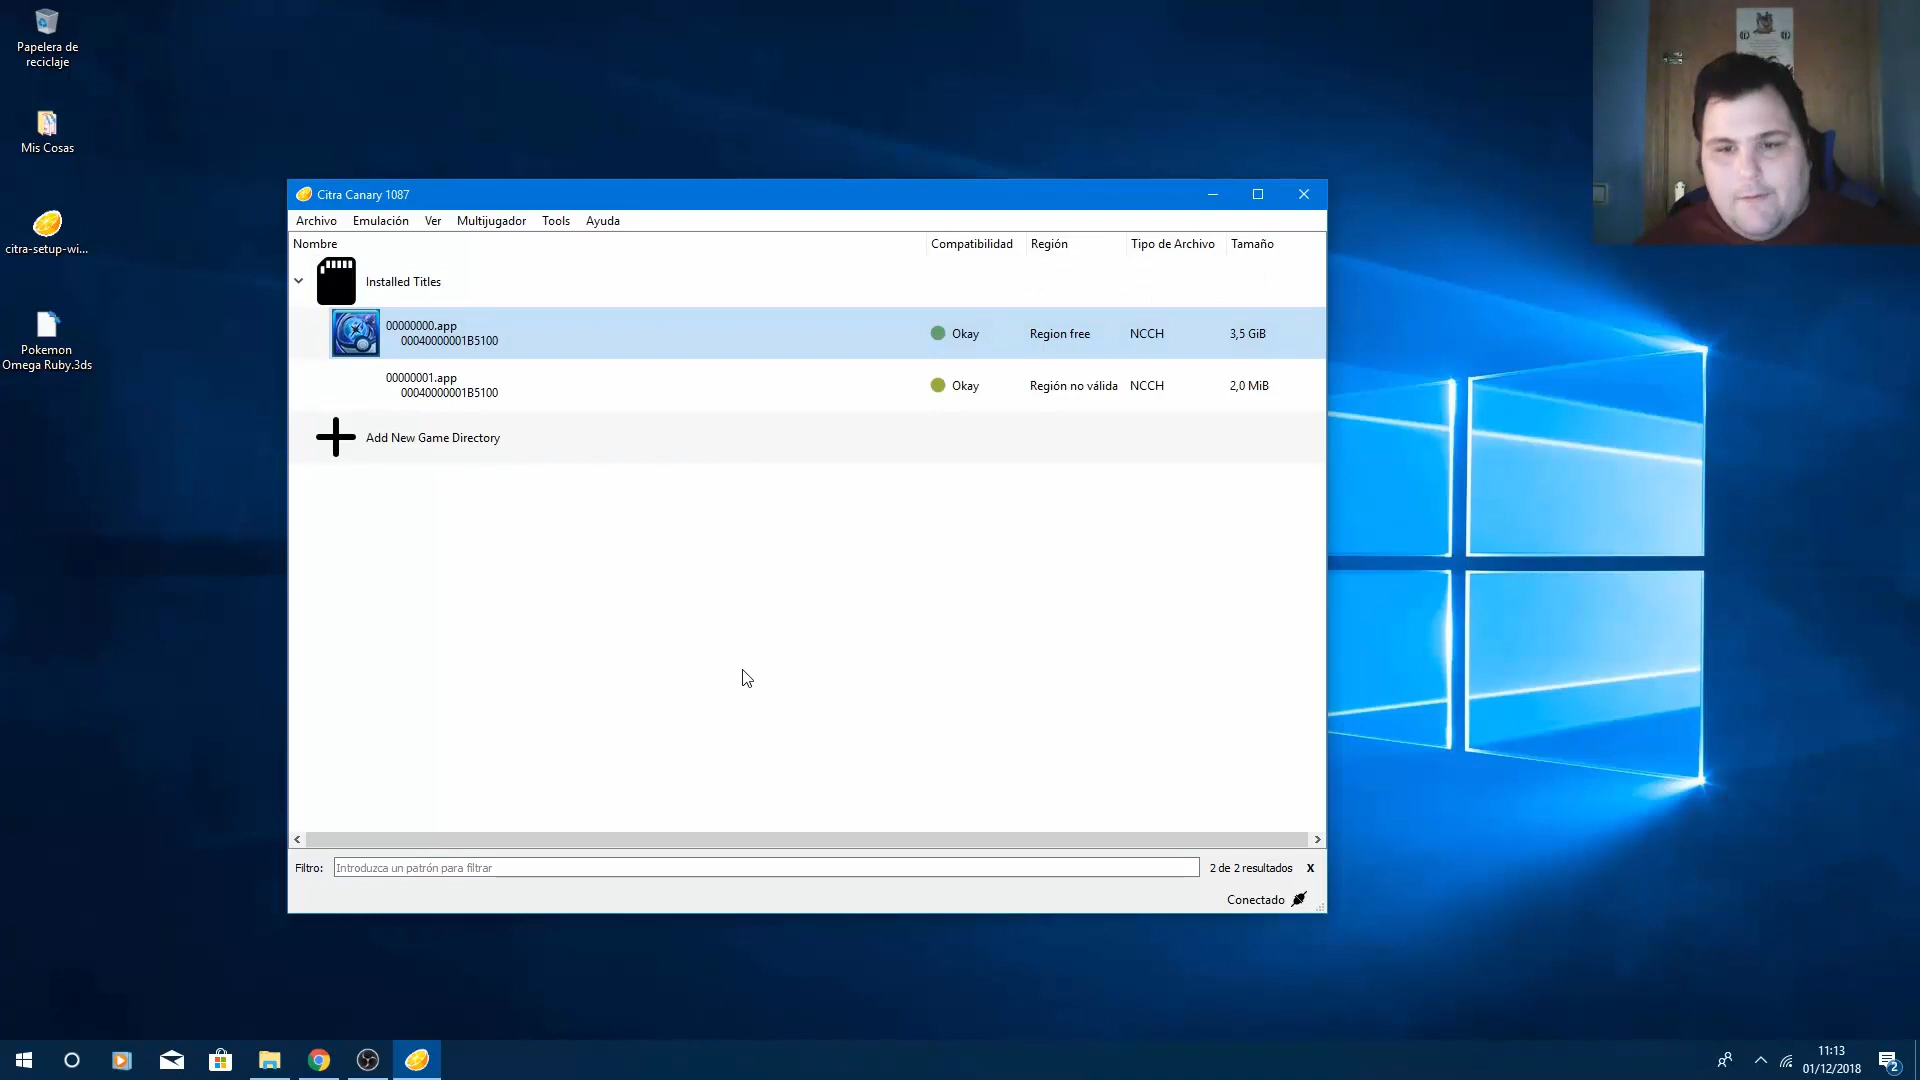 Papelera de
reciclaje
Mis Cosas
citra-setup-wi...
Pokemon
Omega Ruby.3ds
Citra Canary 1087
Archivo Emulación Ver Multijugador Tools Ayuda
Nombre Compatibilidad Región Tipo de Archivo Tamaño
Installed Titles
00000000.app
00040000001B5100
Okay Region free NCCH 3,5 GiB
00000001.app
00040000001B5100
Okay Región no válida NCCH 2,0 MiB
Add New Game Directory
Filtro: Introduzca un patrón para filtrar 2 de 2 resultados X
Conectado
11:13
01/12/2018
2